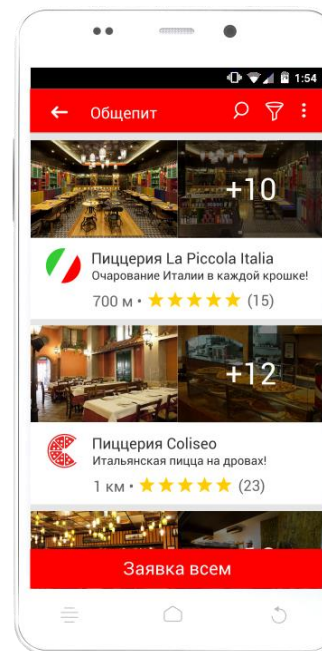 1:54
Общепит
+10
Пиццерия La Piccola Italia
Очарование Италии в каждой крошке!
700 м • ★★★★★ (15)
+12
Пиццерия Coliseo
Итальянская пицца на дровах!
1 км • ★★★★★ (23)
Заявка всем